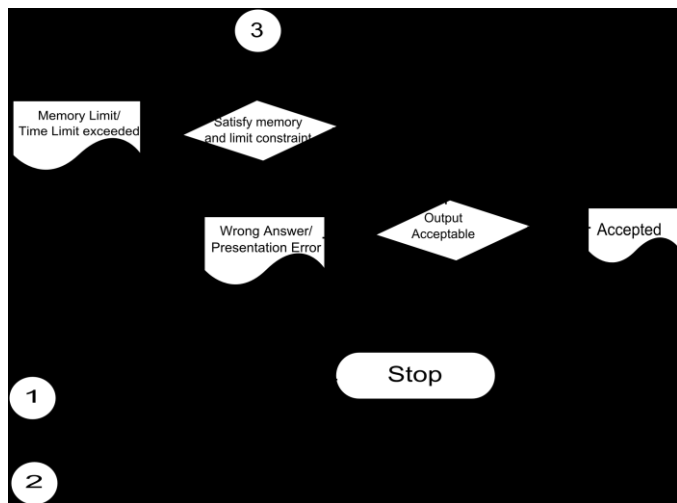 3
Memory Limit/
Time Limit exceeded
Satisfy memory
and limit constraint
Output
Acceptable
Wrong Answer/
Presentation Error
Accepted
Stop
1
2